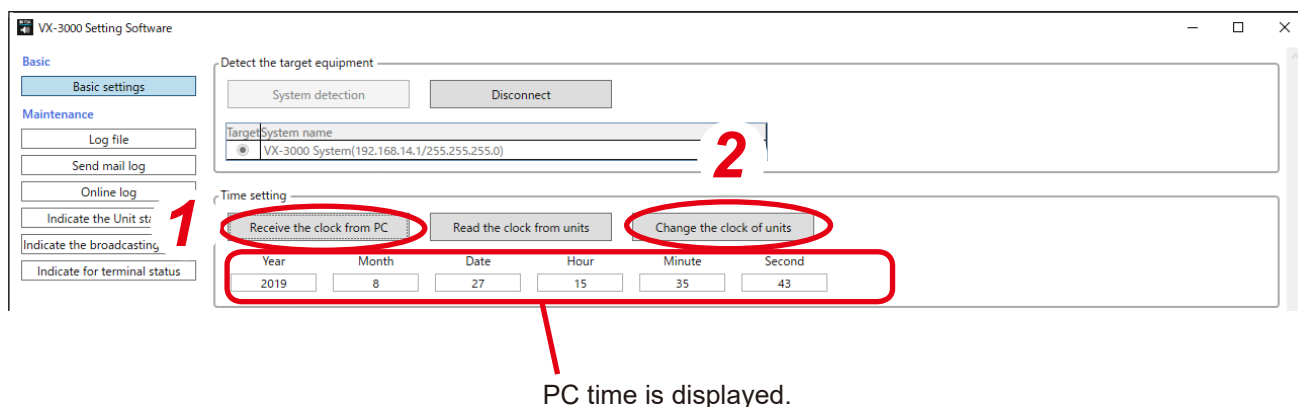 VX-3000 Setting Software
Basic
Basic settings
Maintenance
Log file
Send mail log
Online log
Indicate the Unit sta
Indicate the broadcasting
Indicate for terminal status
Detect the target equipment
System detection Disconnect
Target System name
VX-3000 System(192.168.14.1/255.255.255.0)
2
1
Time setting
Receive the clock from PC Read the clock from units Change the clock of units
Year Month Date Hour Minute Second
2019 8 27 15 35 43
PC time is displayed.